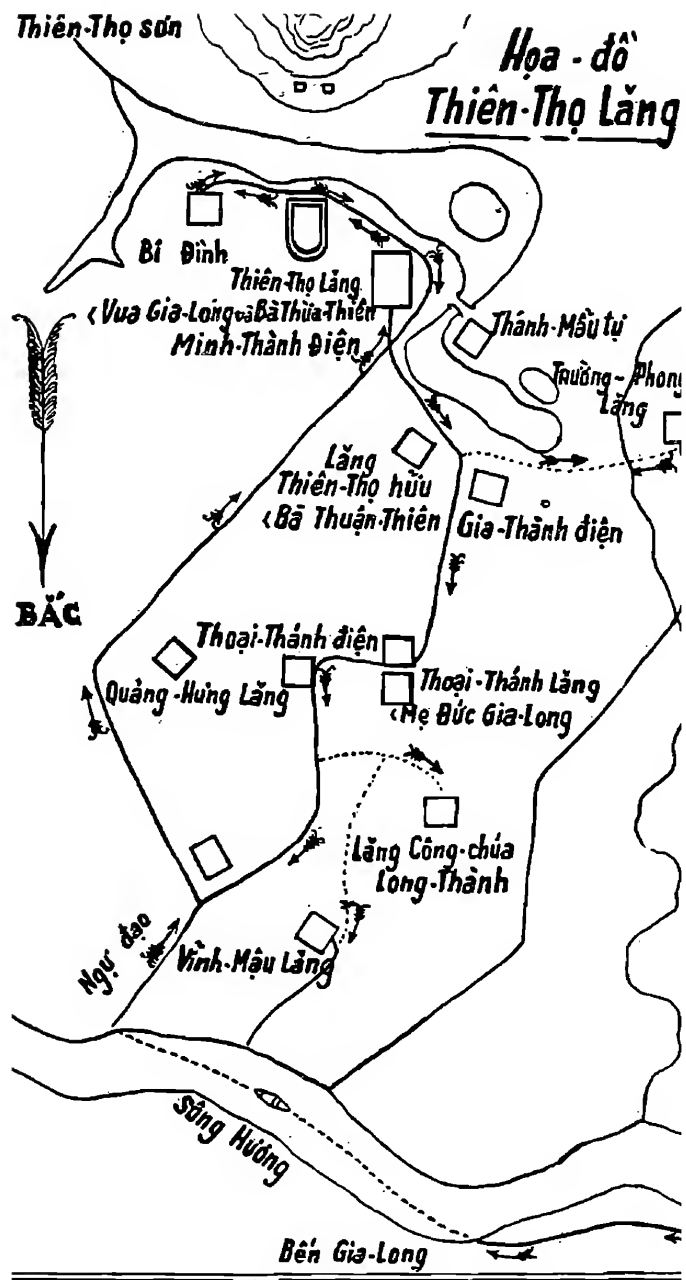 Thiên-Thọ sơn
Họa-đồ
Thiên-Thọ Lăng
Bi Đình
Thiên-Thọ Lăng
‹Vua Gia-Long và Bà Thừa-Thiên
Minh-Thành Điện
Thánh-Mẫu tự
Trường-Phong
Lăng
Lăng
Thiên-Thọ hữu
‹Bà Thuận-Thiên
Gia-Thành điện
BẮC
Thoại-Thánh điện
Quảng-Hưng Lăng
Thoại-Thánh Lăng
‹Mẹ Đức Gia-Long
Lăng Công-chúa
Long-Thành
Ngự đạo
Vĩnh-Mậu Lăng
Sông Hương
Bến Gia-Long